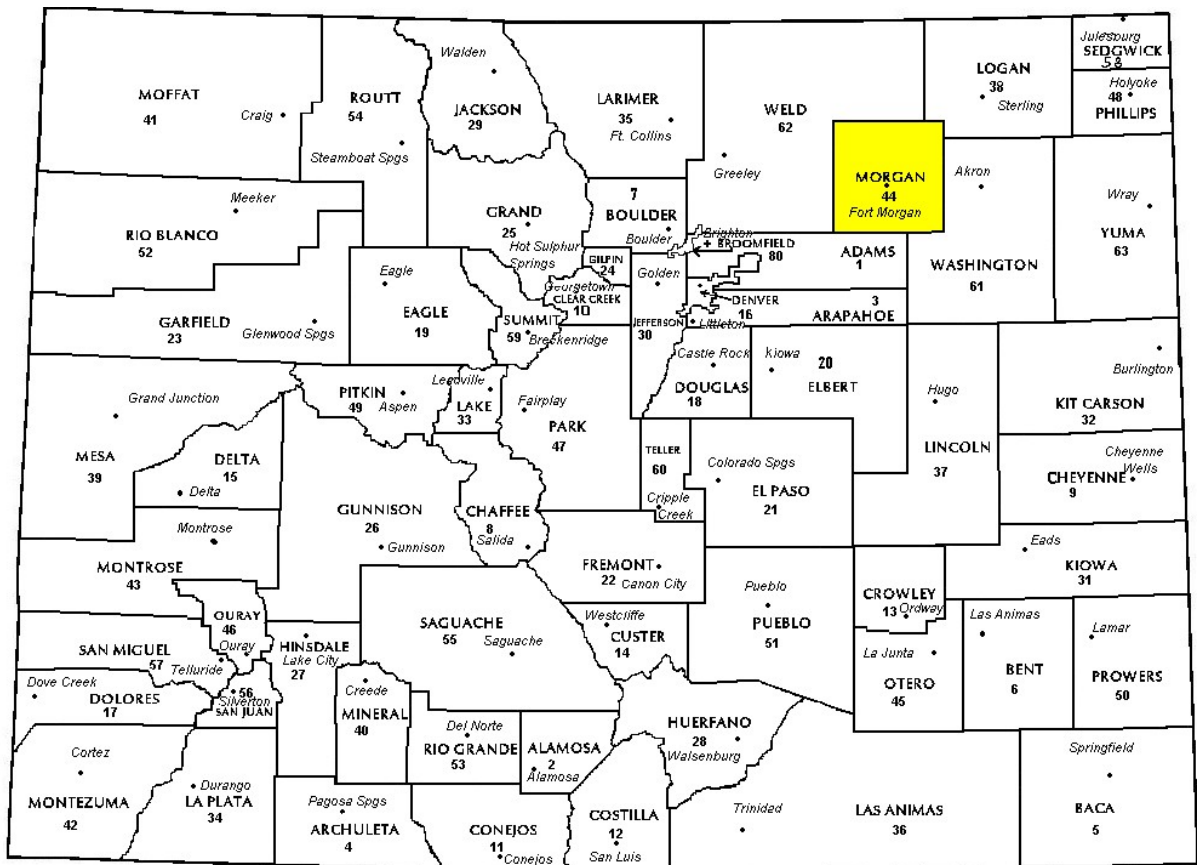 Walden
JACKSON
29
MOFFAT
41
Craig
ROUTT
54
Steamboat Spgs
LARIMER
35
Ft. Collins
WELD
62
Greeley
LOGAN
38
Sterling
Julesburg
SEDGWICK
58
Holyoke
48
PHILLIPS
MORGAN
44
Fort Morgan
Akron
WASHINGTON
61
Wray
YUMA
63
Meeker
RIO BLANCO
52
GRAND
25
Hot Sulphur
Springs
7
BOULDER
Boulder
Brighton
+ BROOMFIELD
80
ADAMS
1
GILPIN
24
Golden
Georgetown
CLEAR CREEK
10
JEFFERSON
30
DENVER
16
Littleton
3
ARAPAHOE
Eagle
EAGLE
19
SUMMIT
59
Breckenridge
GARFIELD
23
Glenwood Spgs
Castle Rock
DOUGLAS
18
kiowa
20
ELBERT
Hugo
LINCOLN
37
Burlington
KIT CARSON
32
Grand Junction
MESA
39
PITKIN
49
Aspen
Leadville
LAKE
33
Fairplay
PARK
47
TELLER
60
Cripple
Creek
Colorado Spgs
EL PASO
21
Cheyenne
Wells
CHEYENNE
9
DELTA
15
Delta
GUNNISON
26
Gunnison
CHAFFEE
8
Salida
Montrose
MONTROSE
43
FREMONT
22
Canon City
Pueblo
PUEBLO
51
CROWLEY
13
Ordway
Eads
KIOWA
31
OURAY
46
Ouray
SAN MIGUEL
57
Telluride
HINSDALE
Lake City
27
SAGUACHE
55
Saguache
Westcliffe
CUSTER
14
La Junta
OTERO
45
Las Animas
BENT
6
Lamar
PROWERS
50
Dove Creek
DOLORES
17
56
Silverton
SAN JUAN
Creede
MINERAL
40
Del Norte
RIO GRANDE
53
ALAMOSA
2
Alamosa
HUERFANO
28
Walsenburg
Cortez
MONTEZUMA
42
Durango
LA PLATA
34
Pagosa Spgs
ARCHULETA
4
CONEJOS
11
Conejos
COSTILLA
12
San Luis
Trinidad
LAS ANIMAS
36
Springfield
BACA
5